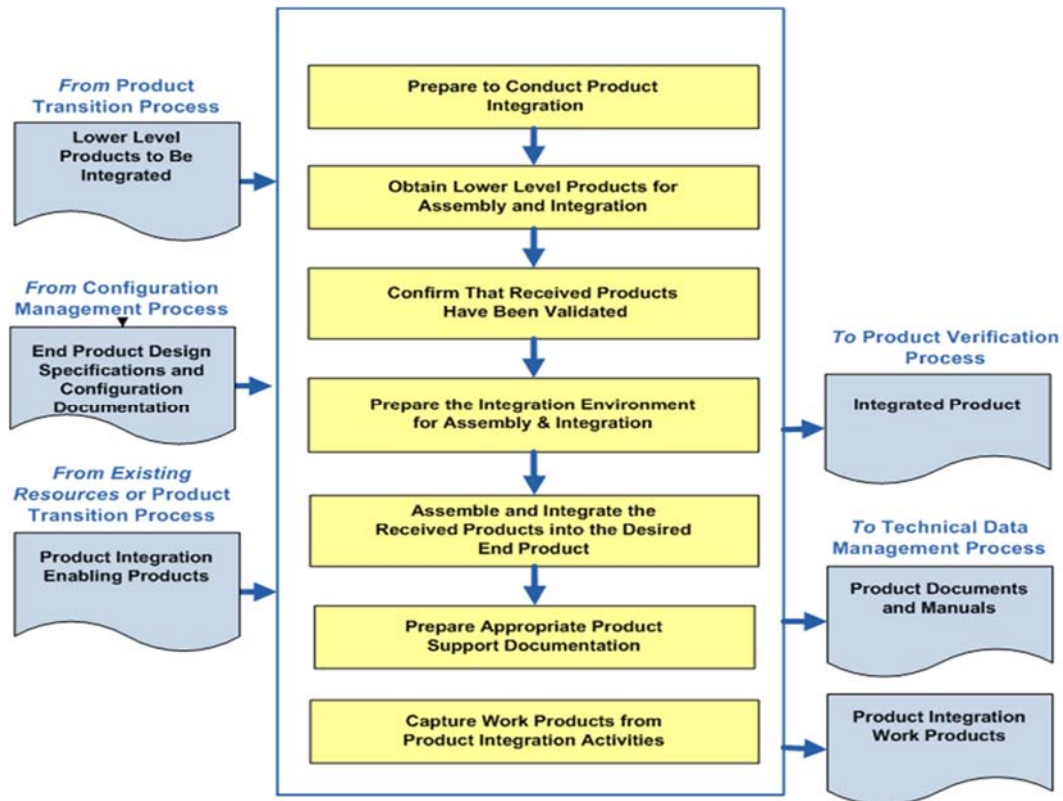 From Product
Transition Process
Lower Level
Products to Be
Integrated
From Configuration
Management Process
End Product Design
Specifications and
Configuration
Documentation
From Existing
Resources or Product
Transition Process
Product Integration
Enabling Products
Prepare to Conduct Product
Integration
Obtain Lower Level Products for
Assembly and Integration
Confirm That Received Products
Have Been Validated
Prepare the Integration Environment
for Assembly & Integration
Assemble and Integrate the
Received Products into the Desired
End Product
Prepare Appropriate Product
Support Documentation
Capture Work Products from
Product Integration Activities
To Product Verification
Process
Integrated Product
To Technical Data
Management Process
Product Documents
and Manuals
Product Integration
Work Products